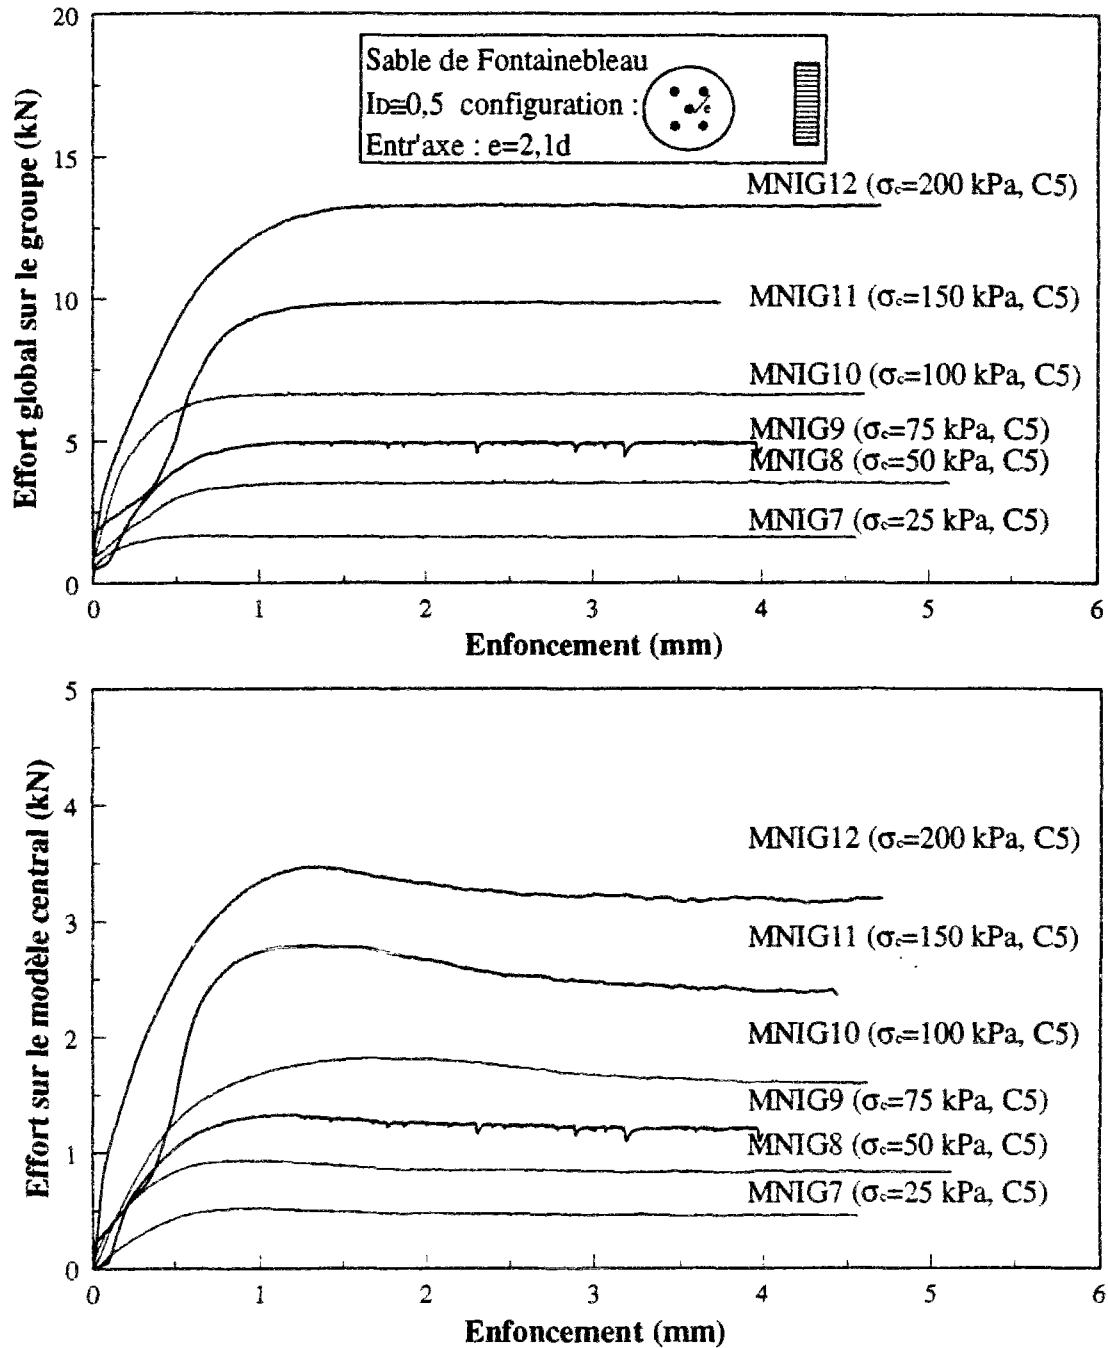 20
15
10
5
0
Effort global sur le groupe (kN)
Sable de Fontainebleau
ID≡0,5 configuration :
e
Entr'axe : e=2,1d
MNIG12 (σc=200 kPa, C5)
MNIG11 (σc=150 kPa, C5)
MNIG10 (σc=100 kPa, C5)
MNIG9 (σc=75 kPa, C5)
MNIG8 (σc=50 kPa, C5)
MNIG7 (σc=25 kPa, C5)
0 1 2 3 4 5 6
Enfoncement (mm)
5
4
3
2
1
0
Effort sur le modèle central (kN)
MNIG12 (σc=200 kPa, C5)
MNIG11 (σc=150 kPa, C5)
MNIG10 (σc=100 kPa, C5)
MNIG9 (σc=75 kPa, C5)
MNIG8 (σc=50 kPa, C5)
MNIG7 (σc=25 kPa, C5)
0 1 2 3 4 5 6
Enfoncement (mm)